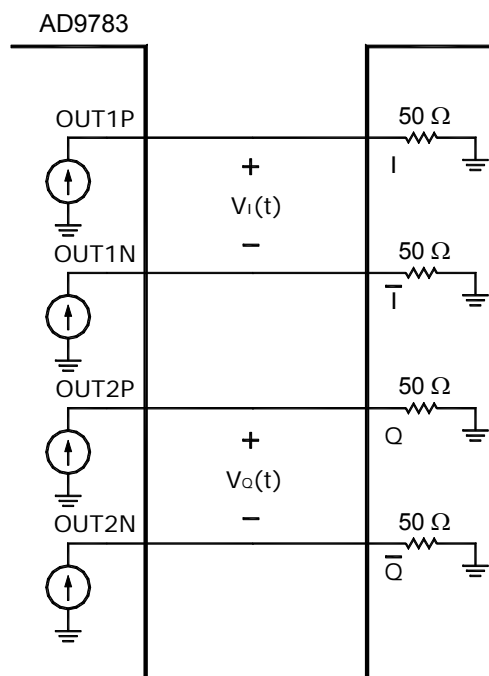 AD9783
OUT1P
50 Ω
I
+
VI(t)
−
OUT1N
50 Ω
I̅
OUT2P
50 Ω
Q
+
VQ(t)
−
OUT2N
50 Ω
Q̅